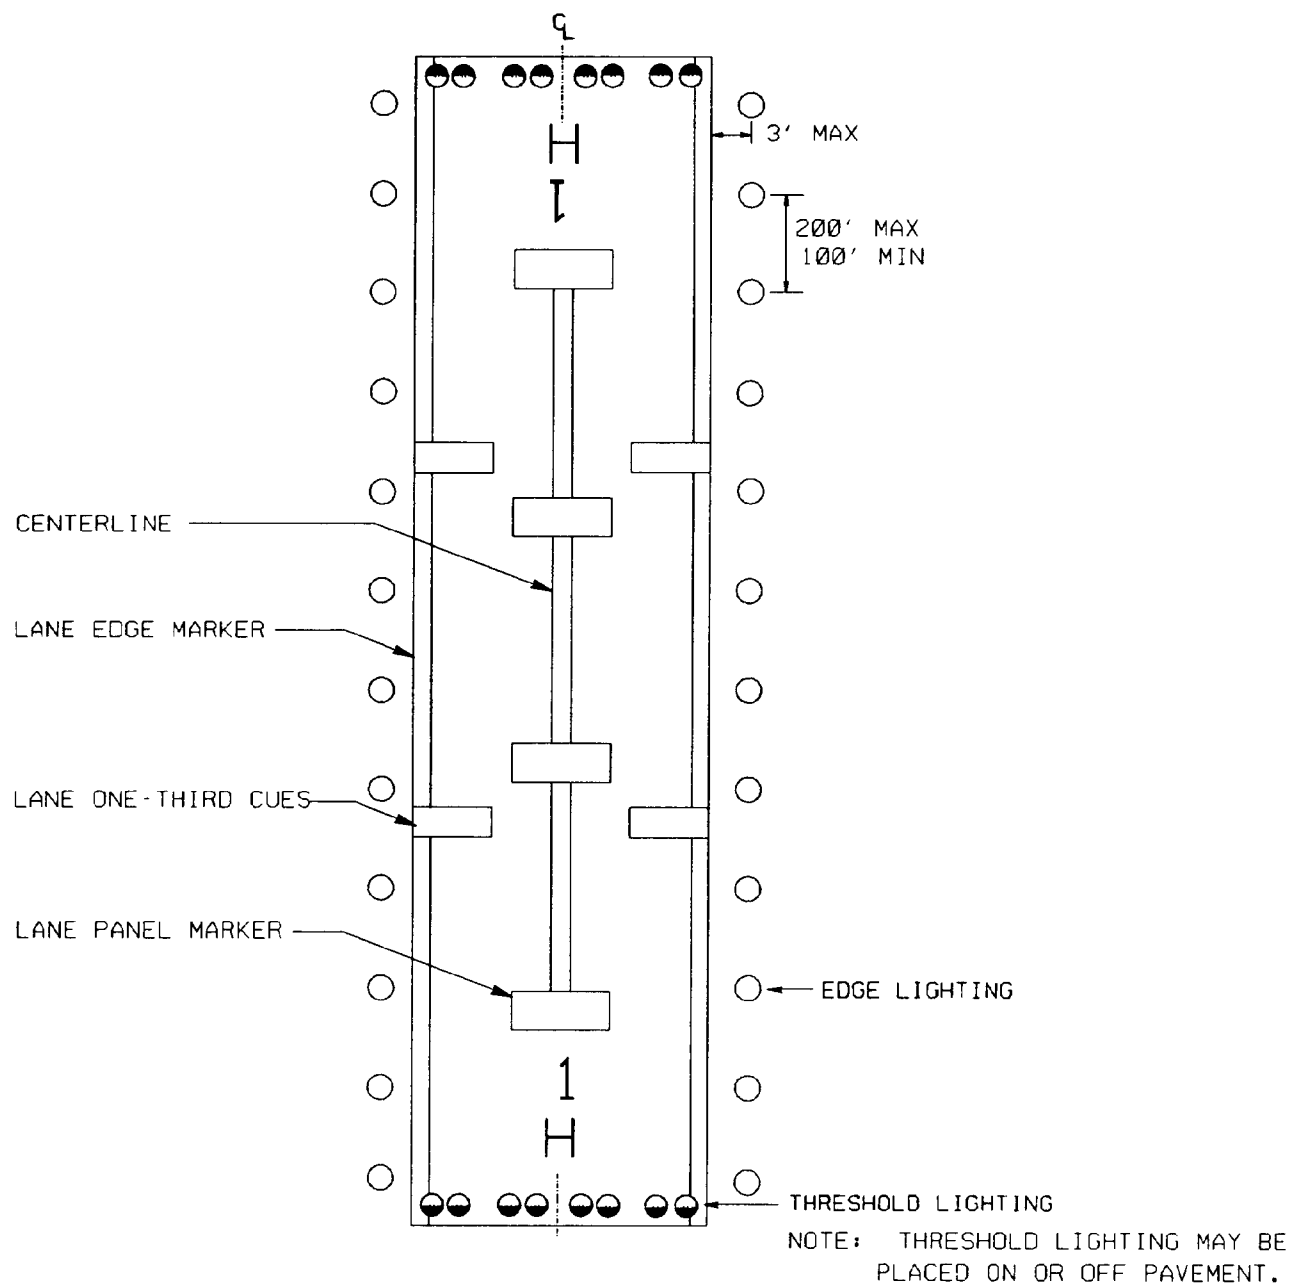 CL
3' MAX
H
1
200' MAX
100' MIN
CENTERLINE
LANE EDGE MARKER
LANE ONE-THIRD CUES
LANE PANEL MARKER
EDGE LIGHTING
1
H
THRESHOLD LIGHTING
NOTE: THRESHOLD LIGHTING MAY BE
PLACED ON OR OFF PAVEMENT.